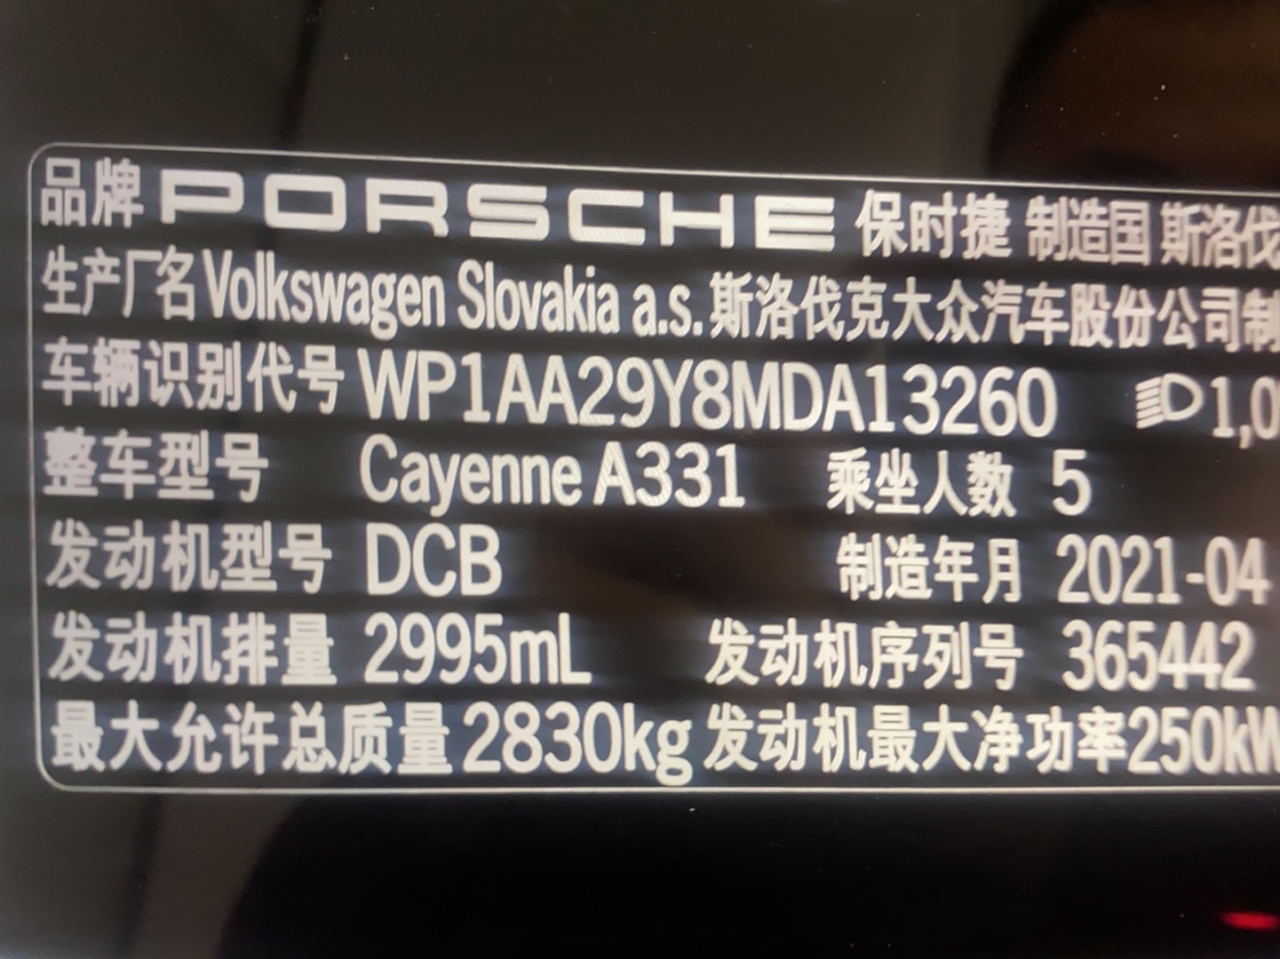 品牌 PORSCHE 保时捷 制造国 斯洛伐
生产厂名 Volkswagen Slovakia a.s. 斯洛伐克大众汽车股份公司制
车辆识别代号 WP1AA29Y8MDA13260 1,0
整车型号 Cayenne A331 乘坐人数 5
发动机型号 DCB 制造年月 2021-04
发动机排量 2995mL 发动机序列号 365442
最大允许总质量 2830kg 发动机最大净功率 250kW